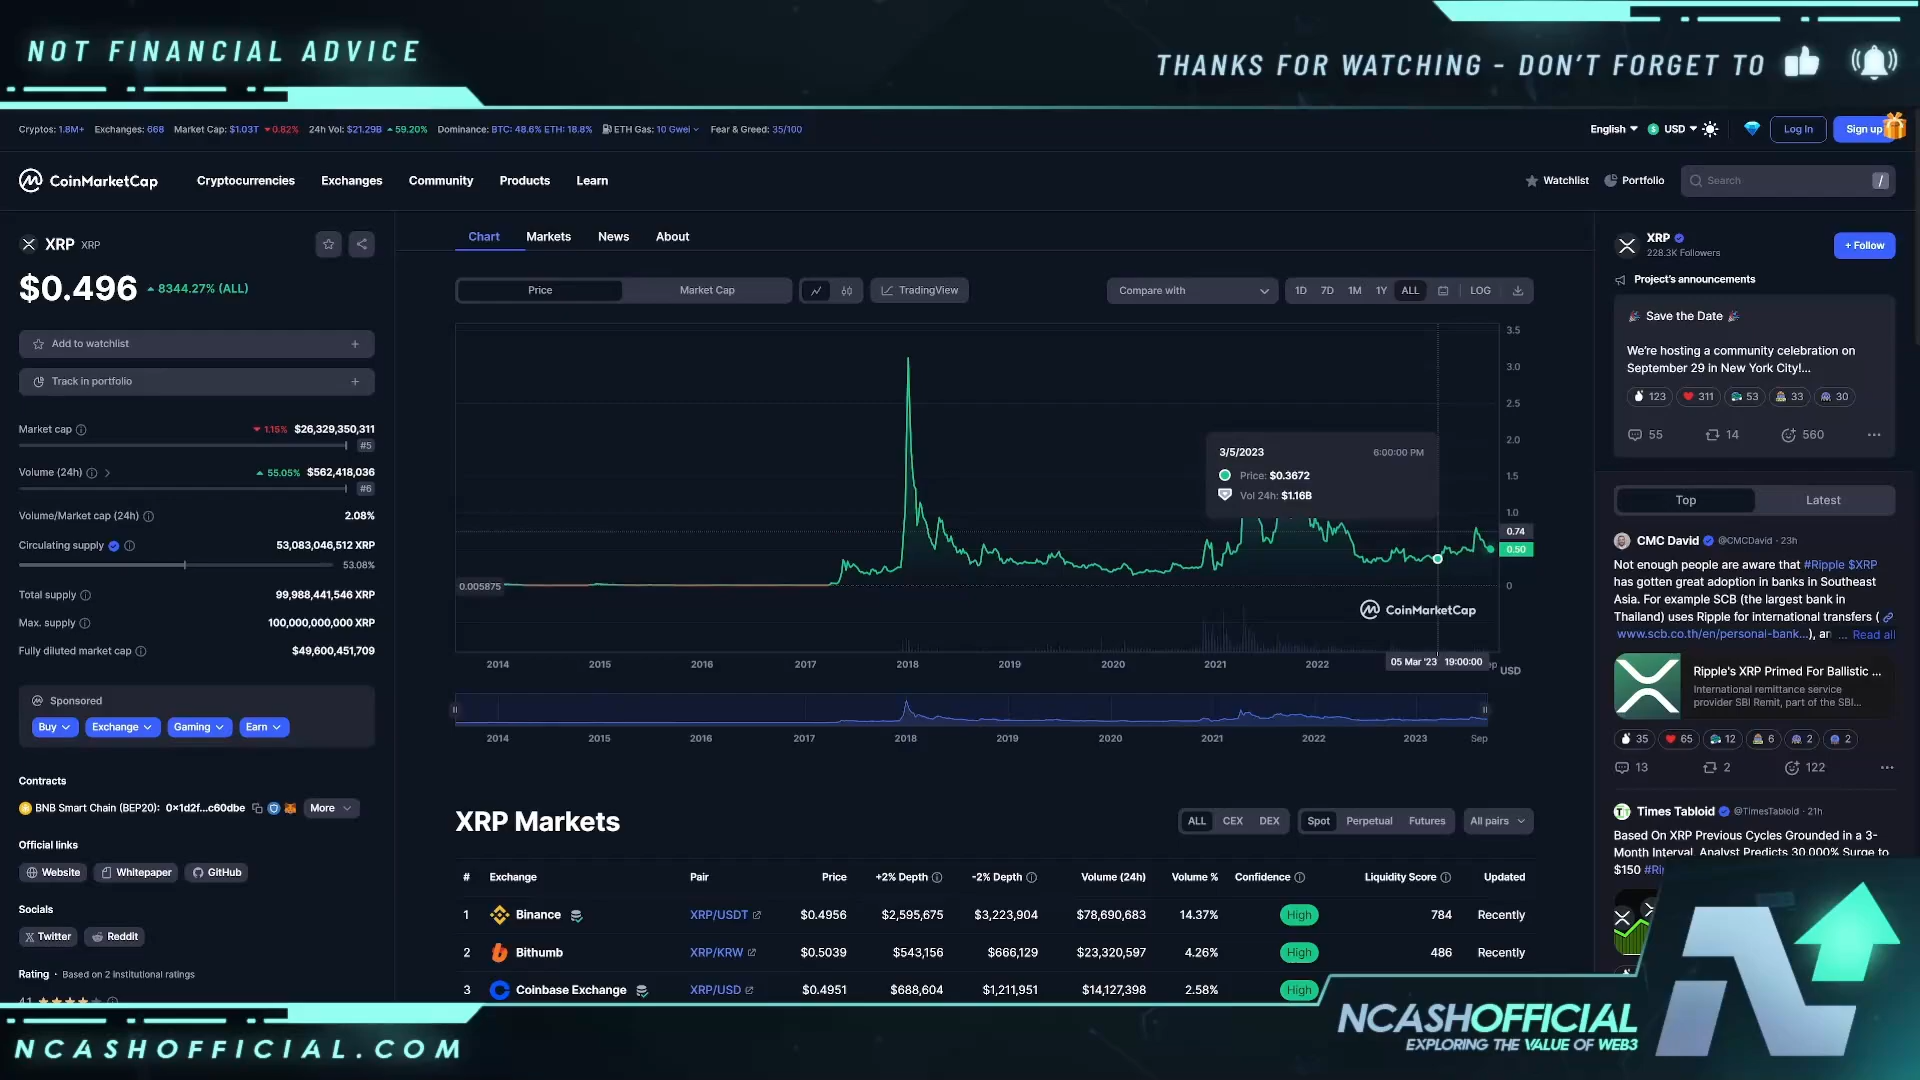 NOT FINANCIAL ADVICE
THANKS FOR WATCHING - DON'T FORGET TO
Cryptos: 1.8M+ Exchanges: 668 Market Cap: $1.03T 0.82% 24h Vol: $21.29B 59.20% Dominance: BTC: 48.6% ETH: 18.8% ETH Gas: 10 Gwei Fear & Greed: 35/100
English USD Log In Sign up
CoinMarketCap Cryptocurrencies Exchanges Community Products Learn
Watchlist Portfolio Search /
XRP XRP
$0.496 8344.27% (ALL)
Add to watchlist +
Track in portfolio +
Market cap 1.15% $26,329,350,311
#5
Volume (24h) 55.05% $562,418,036
#6
Volume/Market cap (24h) 2.08%
Circulating supply 53,083,046,512 XRP
53.08%
Total supply 99,988,441,546 XRP
Max. supply 100,000,000,000 XRP
Fully diluted market cap $49,600,451,709
Sponsored
Buy Exchange Gaming Earn
Contracts
BNB Smart Chain (BEP20): 0x1d2f...c60dbe More
Official links
Website Whitepaper GitHub
Socials
Twitter Reddit
Rating · Based on 2 institutional ratings
4.1
Chart Markets News About
Price Market Cap TradingView
Compare with 1D 7D 1M 1Y ALL LOG
3.5
3.0
2.5
2.0
1.5
1.0
0.74
0.50
0
0.005875
3/5/2023 6:00:00 PM
Price: $0.3672
Vol 24h: $1.16B
CoinMarketCap
2014 2015 2016 2017 2018 2019 2020 2021 2022 05 Mar '23 19:00:00
USD
2014 2015 2016 2017 2018 2019 2020 2021 2022 2023 Sep
XRP Markets
ALL CEX DEX Spot Perpetual Futures All pairs
# Exchange Pair Price +2% Depth -2% Depth Volume (24h) Volume % Confidence Liquidity Score Updated
1 Binance XRP/USDT $0.4956 $2,595,675 $3,223,904 $78,690,683 14.37% High 784 Recently
2 Bithumb XRP/KRW $0.5039 $543,156 $666,129 $23,320,597 4.26% High 486 Recently
3 Coinbase Exchange XRP/USD $0.4951 $688,604 $1,211,951 $14,127,398 2.58% High
XRP
228.3K Followers
+ Follow
Project's announcements
Save the Date
We're hosting a community celebration on
September 29 in New York City!...
123 311 53 33 30
55 14 560
Top Latest
CMC David @CMCDavid · 23h
Not enough people are aware that #Ripple $XRP
has gotten great adoption in banks in Southeast
Asia. For example SCB (the largest bank in
Thailand) uses Ripple for international transfers (
www.scb.co.th/en/personal-bank...), ar ... Read all
Ripple's XRP Primed For Ballistic ...
International remittance service
provider SBI Remit, part of the SBI...
35 65 12 6 2 2
13 2 122
Times Tabloid @TimesTabloid · 21h
Based On XRP Previous Cycles Grounded in a 3-
Month Interval, Analyst Predicts 30,000% Surge to
$150 #Ri
NCASHOFFICIAL.COM
NCASHOFFICIAL
EXPLORING THE VALUE OF WEB3